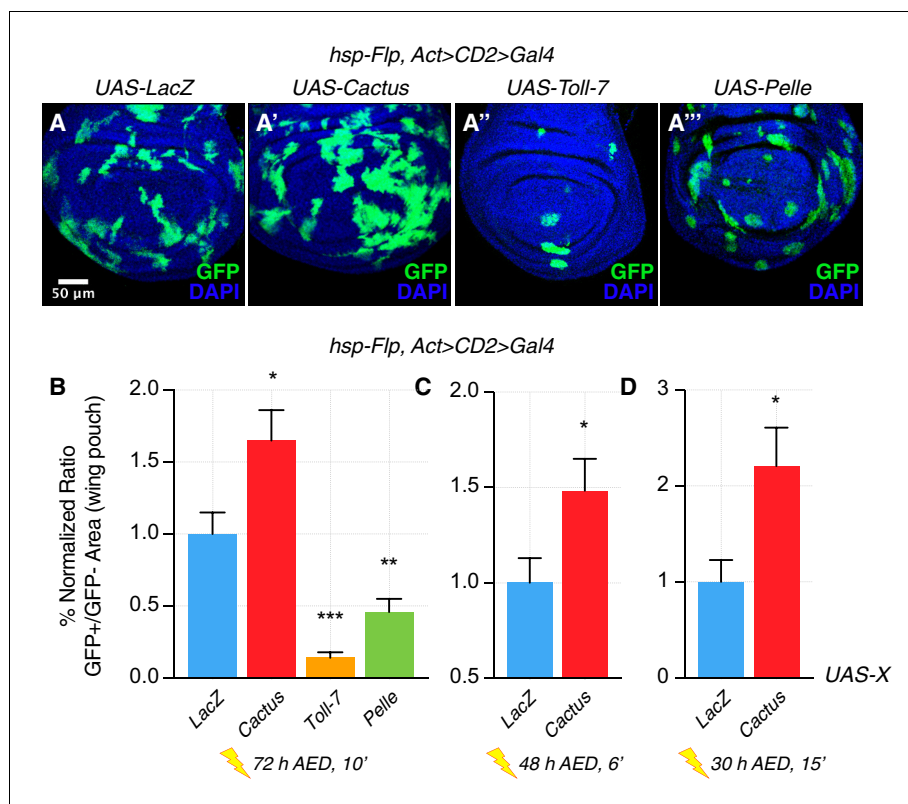 hsp-Flp, Act>CD2>Gal4
UAS-LacZ UAS-Cactus UAS-Toll-7 UAS-Pelle
A A' A'' A'''
50 µm
GFP GFP GFP GFP
DAPI DAPI DAPI DAPI
hsp-Flp, Act>CD2>Gal4
B
% Normalized Ratio
GFP+/GFP- Area (wing pouch)
2.0
1.5
1.0
0.5
0.0
*
***
**
LacZ Cactus Toll-7 Pelle
72 h AED, 10'
C
2.0
1.5
1.0
0.5
*
LacZ Cactus
48 h AED, 6'
D
3
2
1
0
*
LacZ Cactus
30 h AED, 15'
UAS-X